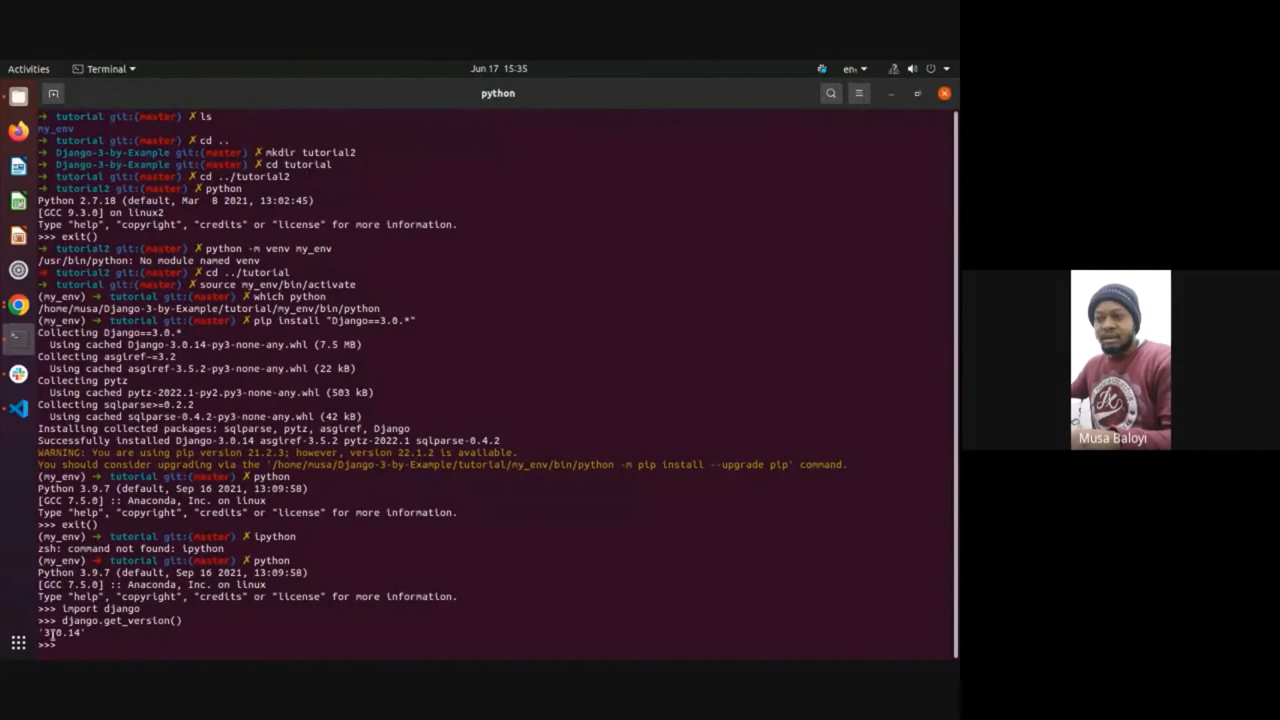 Activities
Terminal
Jun 17 15:35
en₁
python
→ tutorial git:(master) ✗ ls
my_env
→ tutorial git:(master) ✗ cd ..
→ Django-3-by-Example git:(master) ✗ mkdir tutorial2
→ Django-3-by-Example git:(master) ✗ cd tutorial
→ tutorial git:(master) ✗ cd ../tutorial2
→ tutorial2 git:(master) ✗ python
Python 2.7.18 (default, Mar  8 2021, 13:02:45)
[GCC 9.3.0] on linux2
Type "help", "copyright", "credits" or "license" for more information.
>>> exit()
→ tutorial2 git:(master) ✗ python -m venv my_env
/usr/bin/python: No module named venv
→ tutorial2 git:(master) ✗ cd ../tutorial
→ tutorial git:(master) ✗ source my_env/bin/activate
(my_env) → tutorial git:(master) ✗ which python
/home/musa/Django-3-by-Example/tutorial/my_env/bin/python
(my_env) → tutorial git:(master) ✗ pip install "Django==3.0.*"
Collecting Django==3.0.*
Using cached Django-3.0.14-py3-none-any.whl (7.5 MB)
Collecting asgiref~=3.2
Using cached asgiref-3.5.2-py3-none-any.whl (22 kB)
Collecting pytz
Using cached pytz-2022.1-py2.py3-none-any.whl (503 kB)
Collecting sqlparse>=0.2.2
Using cached sqlparse-0.4.2-py3-none-any.whl (42 kB)
Installing collected packages: sqlparse, pytz, asgiref, Django
Successfully installed Django-3.0.14 asgiref-3.5.2 pytz-2022.1 sqlparse-0.4.2
WARNING: You are using pip version 21.2.3; however, version 22.1.2 is available.
You should consider upgrading via the '/home/musa/Django-3-by-Example/tutorial/my_env/bin/python -m pip install --upgrade pip' command.
(my_env) → tutorial git:(master) ✗ python
Python 3.9.7 (default, Sep 16 2021, 13:09:58)
[GCC 7.5.0] :: Anaconda, Inc. on linux
Type "help", "copyright", "credits" or "license" for more information.
>>> exit()
(my_env) → tutorial git:(master) ✗ ipython
zsh: command not found: ipython
(my_env) → tutorial git:(master) ✗ python
Python 3.9.7 (default, Sep 16 2021, 13:09:58)
[GCC 7.5.0] :: Anaconda, Inc. on linux
Type "help", "copyright", "credits" or "license" for more information.
>>> import django
>>> django.get_version()
'3.0.14'
>>>
Musa Baloyi